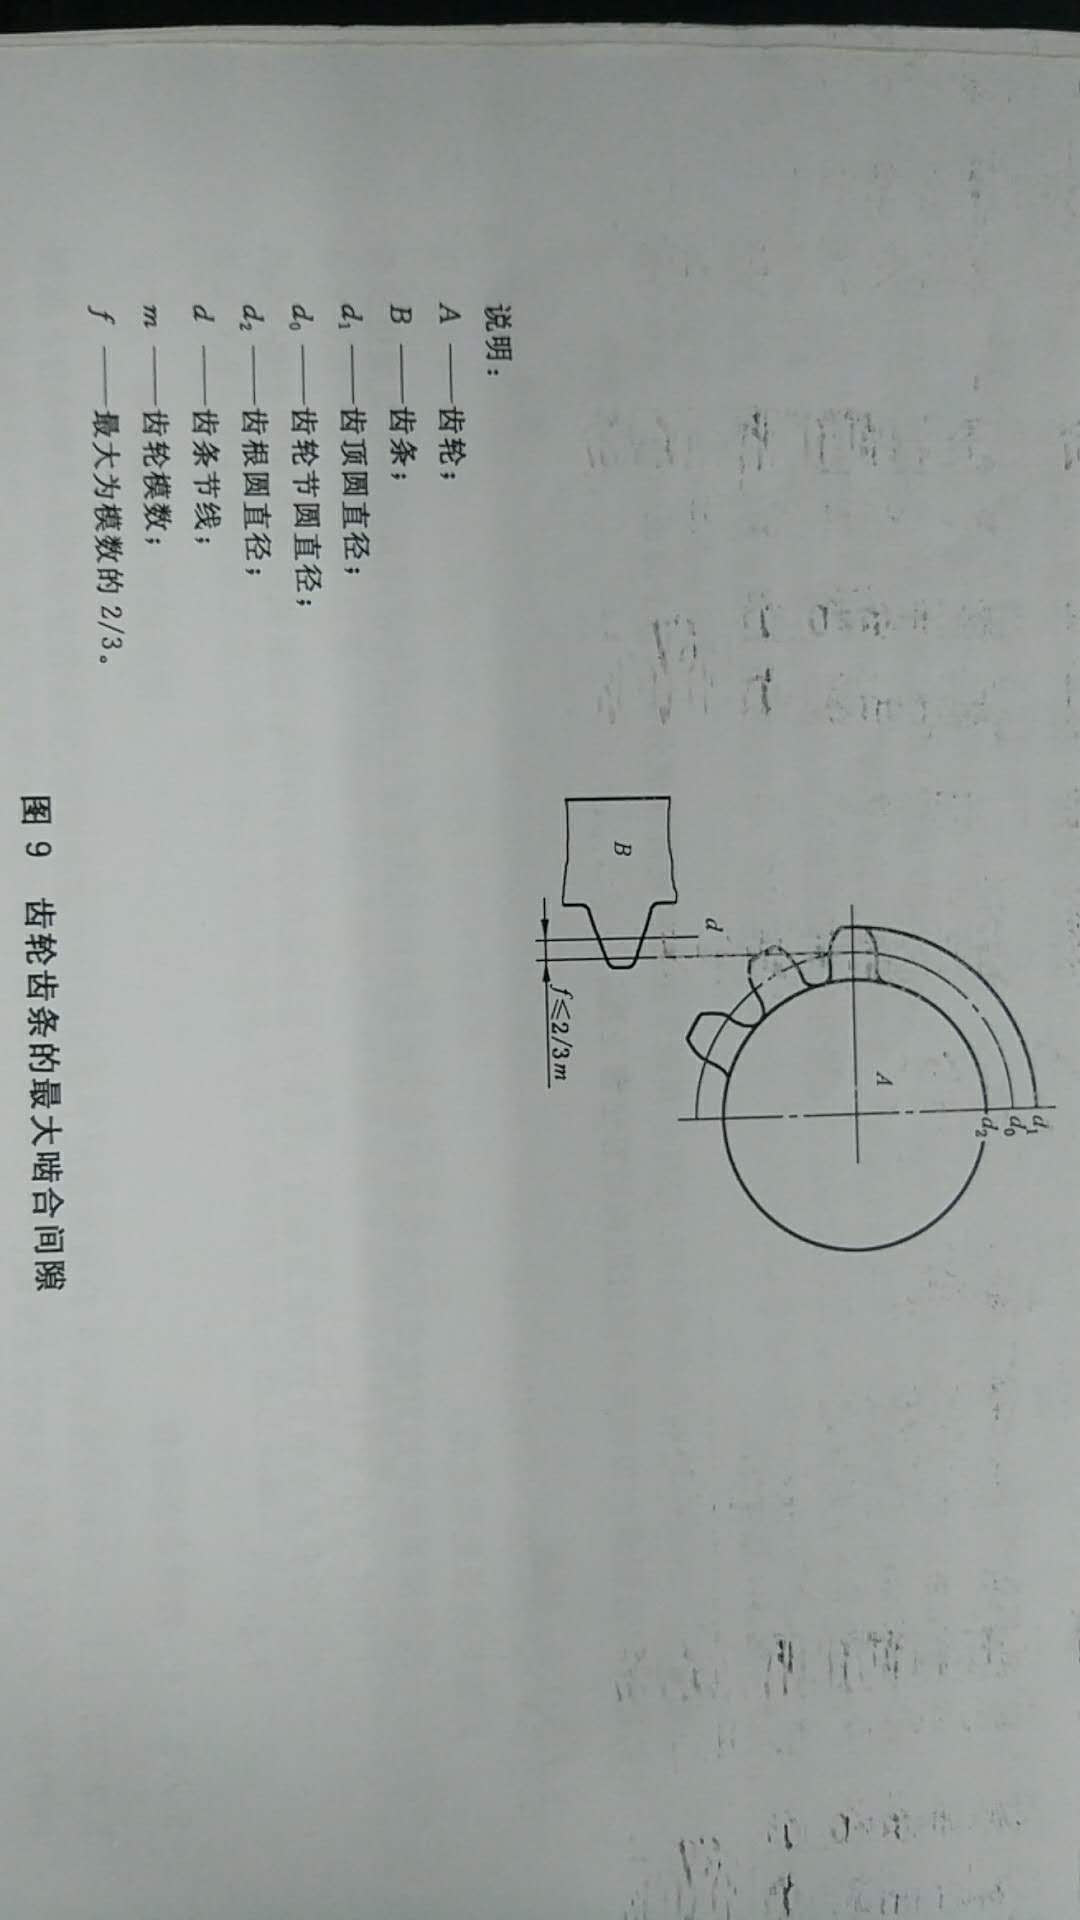 d₁
d₀
d₂
A
d
B
f≤2/3m
说明：
A ——齿轮；
B ——齿条；
d₁——齿顶圆直径；
d₀——齿轮节圆直径；
d₂——齿根圆直径；
d ——齿条节线；
m ——齿轮模数；
f ——最大为模数的 2/3。
图 9 齿轮齿条的最大啮合间隙